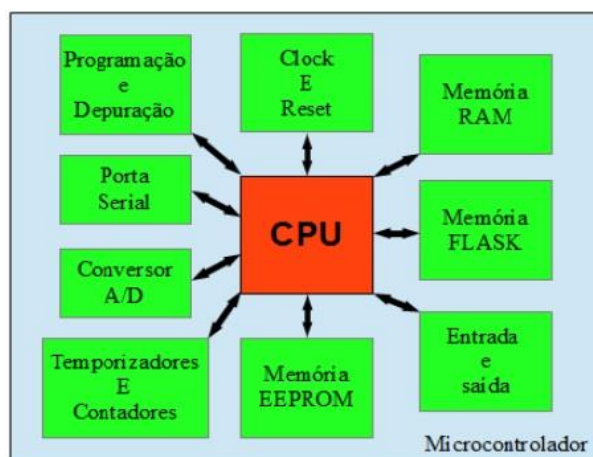 Programação
e
Depuração
Clock
E
Reset
Memória
RAM
Porta
Serial
CPU
Memória
FLASK
Conversor
A/D
Temporizadores
E
Contadores
Memória
EEPROM
Entrada
e
saída
Microcontrolador